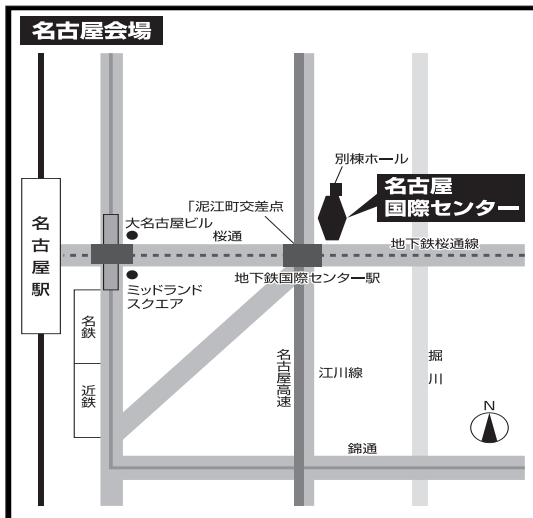 名古屋会場
別棟ホール
名古屋
国際センター
「泥江町交差点
大名古屋ビル
桜通
地下鉄桜通線
名古屋駅
地下鉄国際センター駅
ミッドランド
スクエア
名鉄
近鉄
名古屋高速
江川線
堀川
N
錦通